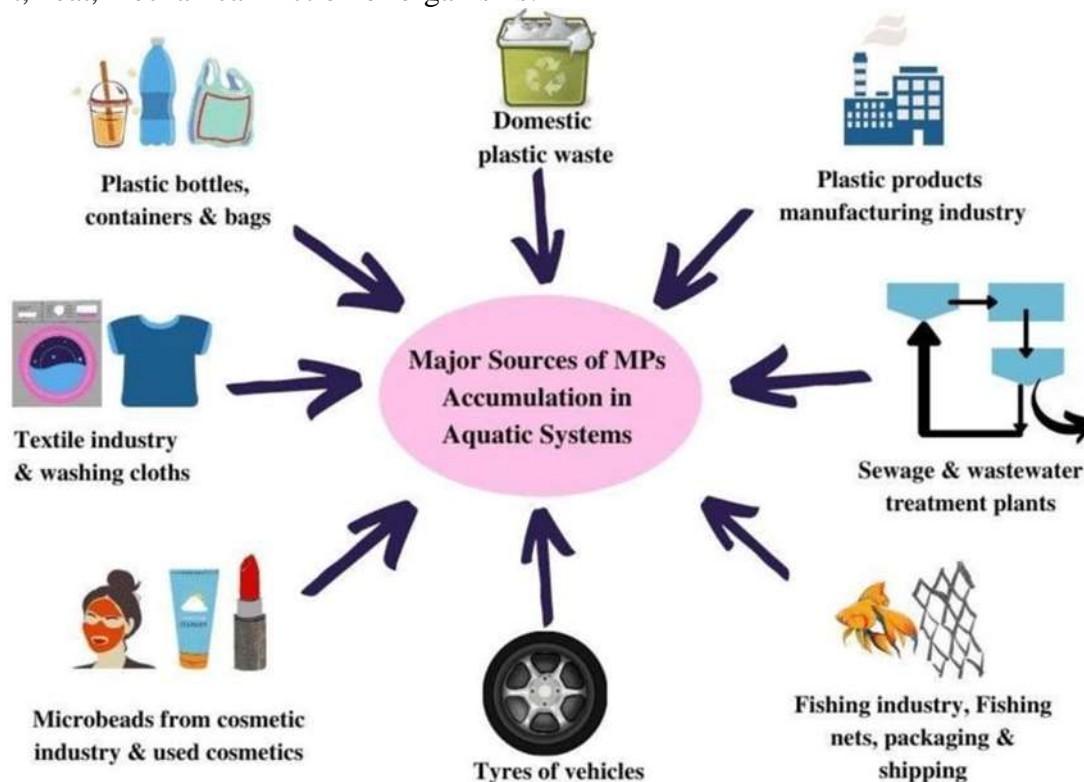 Domestic
plastic waste
Plastic bottles,
containers & bags
Plastic products
manufacturing industry
Major Sources of MPs
Accumulation in
Aquatic Systems
Textile industry
& washing cloths
Sewage & wastewater
treatment plants
Microbeads from cosmetic
industry & used cosmetics
Tyres of vehicles
Fishing industry, Fishing
nets, packaging &
shipping